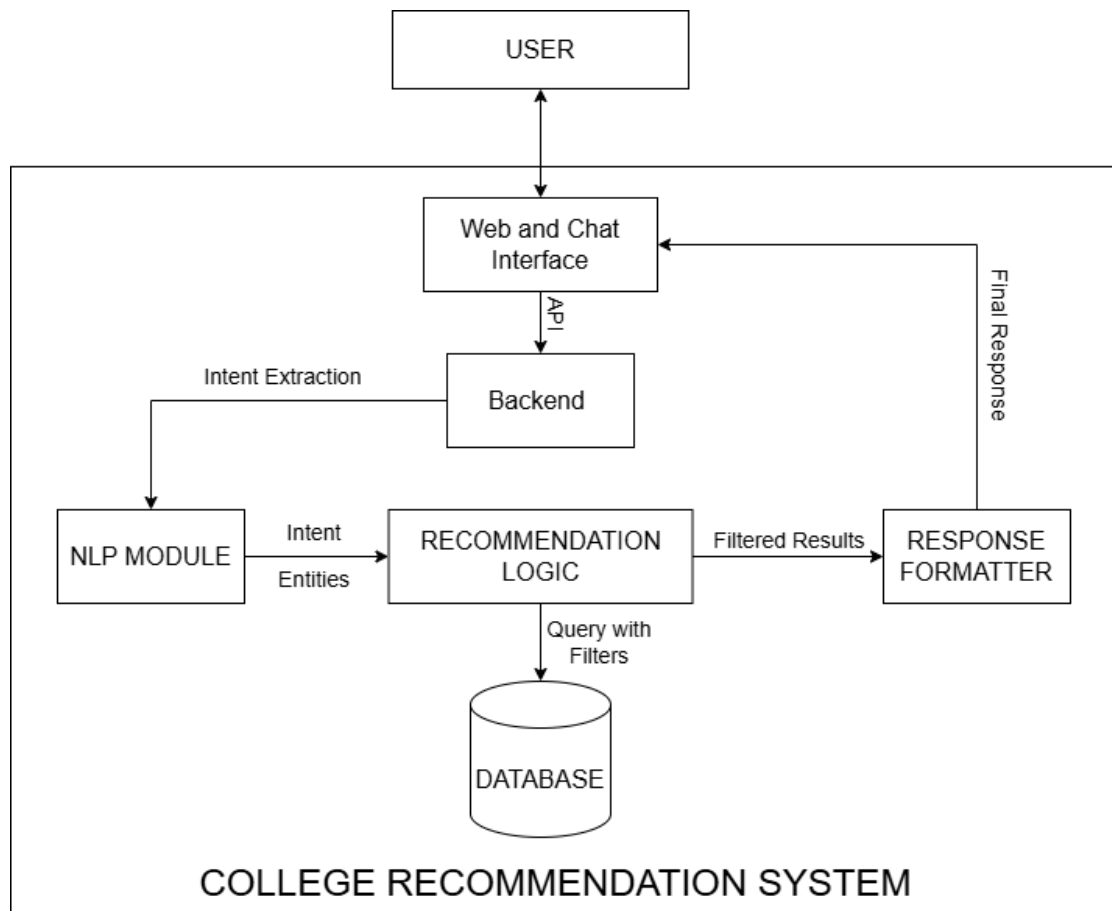 USER
Web and Chat
Interface
API
Final Response
Intent Extraction
Backend
NLP MODULE
Intent
Entities
RECOMMENDATION
LOGIC
Filtered Results
RESPONSE
FORMATTER
Query with
Filters
DATABASE
COLLEGE RECOMMENDATION SYSTEM